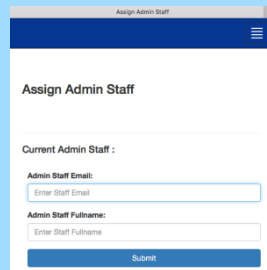 Assign Admin Staff
Assign Admin Staff
Current Admin Staff :
Admin Staff Email:
Enter Staff Email
Admin Staff Fullname:
Enter Staff Fullname
Submit